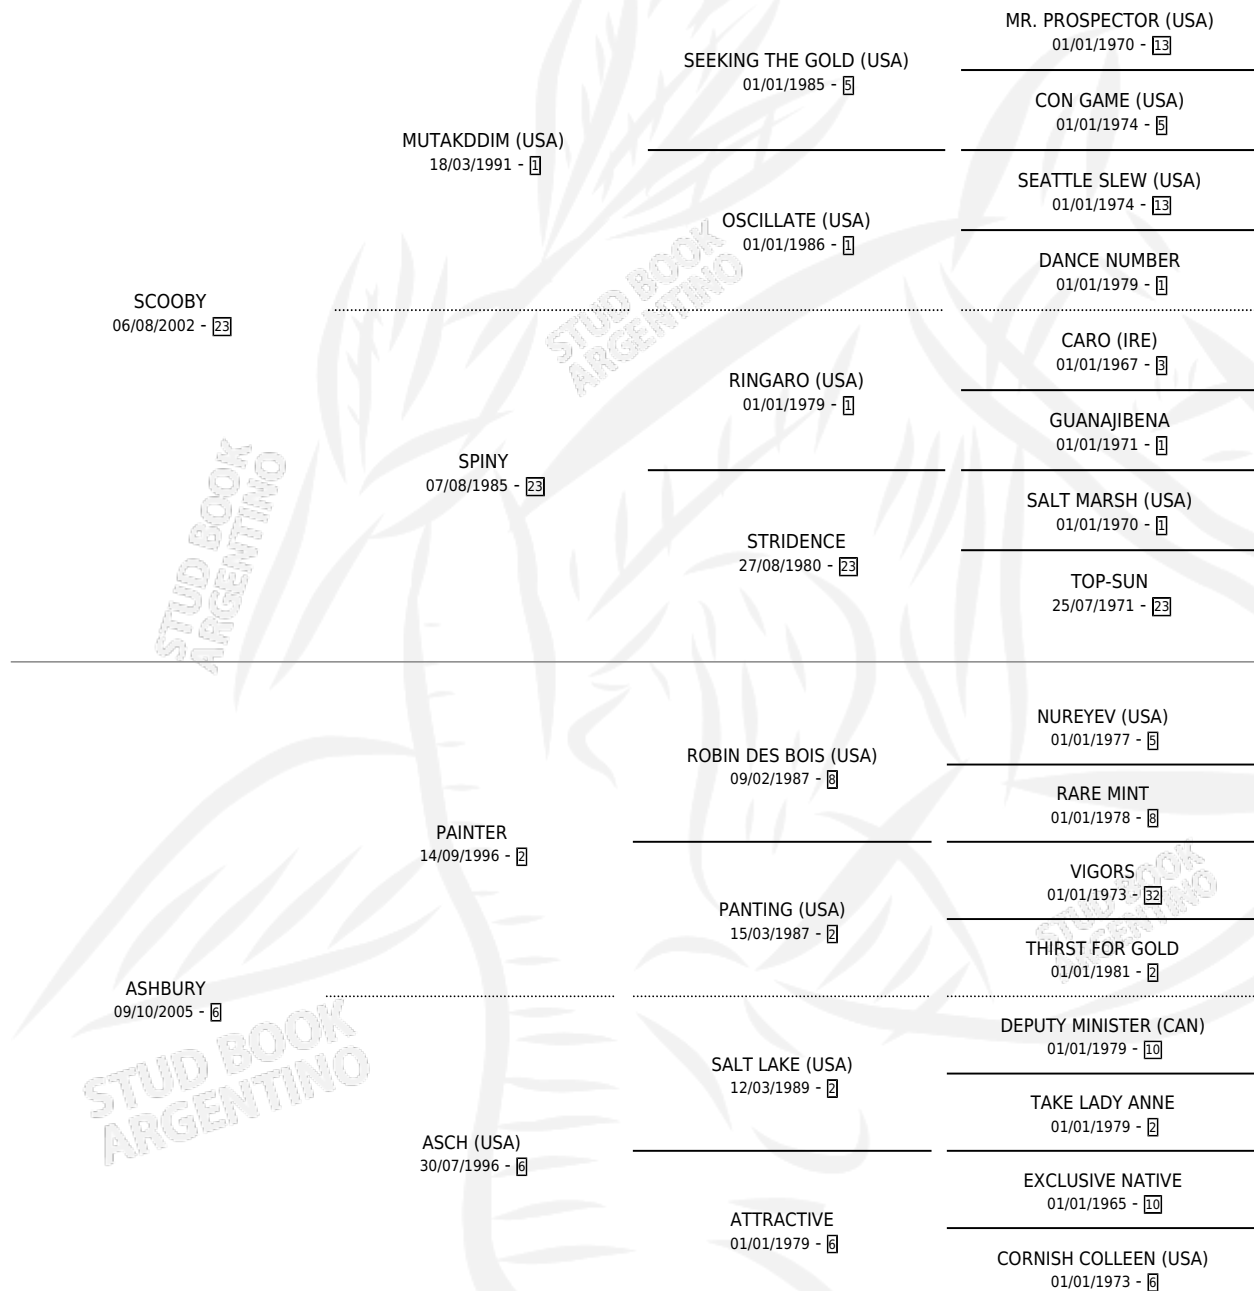 MR. PROSPECTOR (USA)
01/01/1970 - 13
SEEKING THE GOLD (USA)
01/01/1985 - 5
CON GAME (USA)
01/01/1974 - 5
MUTAKDDIM (USA)
18/03/1991 - 1
SEATTLE SLEW (USA)
01/01/1974 - 13
OSCILLATE (USA)
01/01/1986 - 1
DANCE NUMBER
01/01/1979 - 1
SCOOBY
06/08/2002 - 23
CARO (IRE)
01/01/1967 - 3
RINGARO (USA)
01/01/1979 - 1
GUANAJIBENA
01/01/1971 - 1
SPINY
07/08/1985 - 23
SALT MARSH (USA)
01/01/1970 - 1
STRIDENCE
27/08/1980 - 23
TOP-SUN
25/07/1971 - 23
NUREYEV (USA)
01/01/1977 - 5
ROBIN DES BOIS (USA)
09/02/1987 - 8
RARE MINT
01/01/1978 - 8
PAINTER
14/09/1996 - 2
VIGORS
01/01/1973 - 32
PANTING (USA)
15/03/1987 - 2
THIRST FOR GOLD
01/01/1981 - 2
ASHBURY
09/10/2005 - 6
DEPUTY MINISTER (CAN)
01/01/1979 - 10
SALT LAKE (USA)
12/03/1989 - 2
TAKE LADY ANNE
01/01/1979 - 2
ASCH (USA)
30/07/1996 - 6
EXCLUSIVE NATIVE
01/01/1965 - 10
ATTRACTIVE
01/01/1979 - 6
CORNISH COLLEEN (USA)
01/01/1973 - 6
STUD BOOK
ARGENTINO
STUD BOOK
ARGENTINO
STUD BOOK
ARGENTINO
STUD BOOK
ARGENTINO